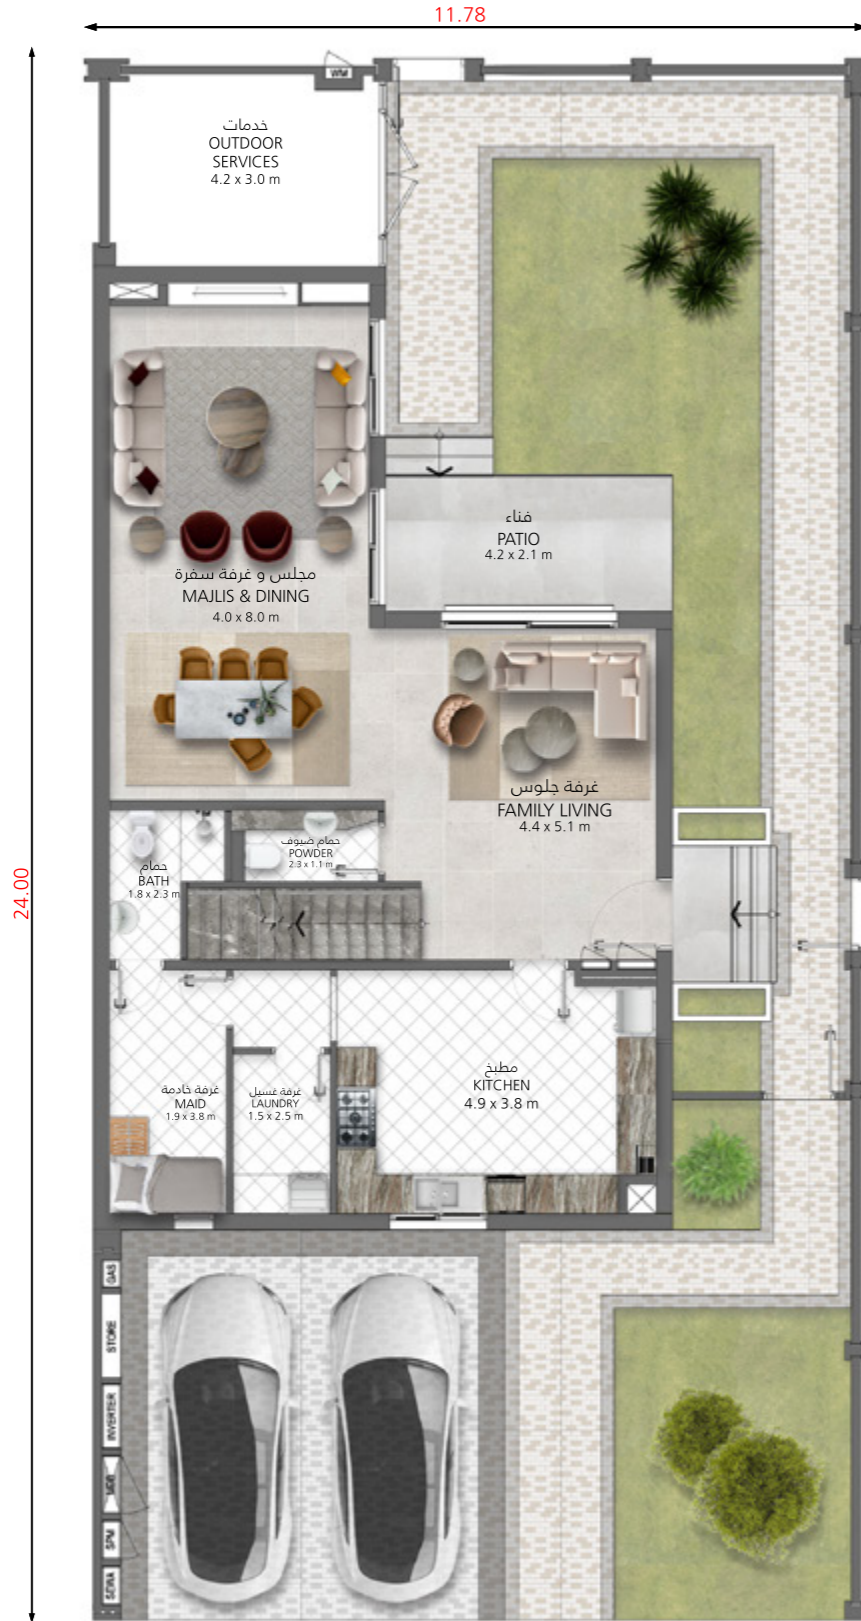 11.78
24.00
WM
خدمات
OUTDOOR
SERVICES
4.2 x 3.0 m
فناء
PATIO
4.2 x 2.1 m
مجلس و غرفة سفرة
MAJLIS & DINING
4.0 x 8.0 m
غرفة جلوس
FAMILY LIVING
4.4 x 5.1 m
حمام ضيوف
POWDER
2.3 x 1.1 m
حمام
BATH
1.8 x 2.3 m
مطبخ
KITCHEN
4.9 x 3.8 m
غرفة خادمة
MAID
1.9 x 3.8 m
غرفة غسيل
LAUNDRY
1.5 x 2.5 m
GAS
STORE
INVERTER
MDB
SPM
SEWA